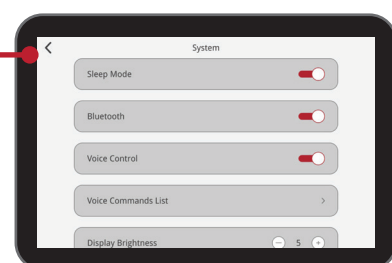 System
Sleep Mode
Bluetooth
Voice Control
Voice Commands List
Display Brightness 5